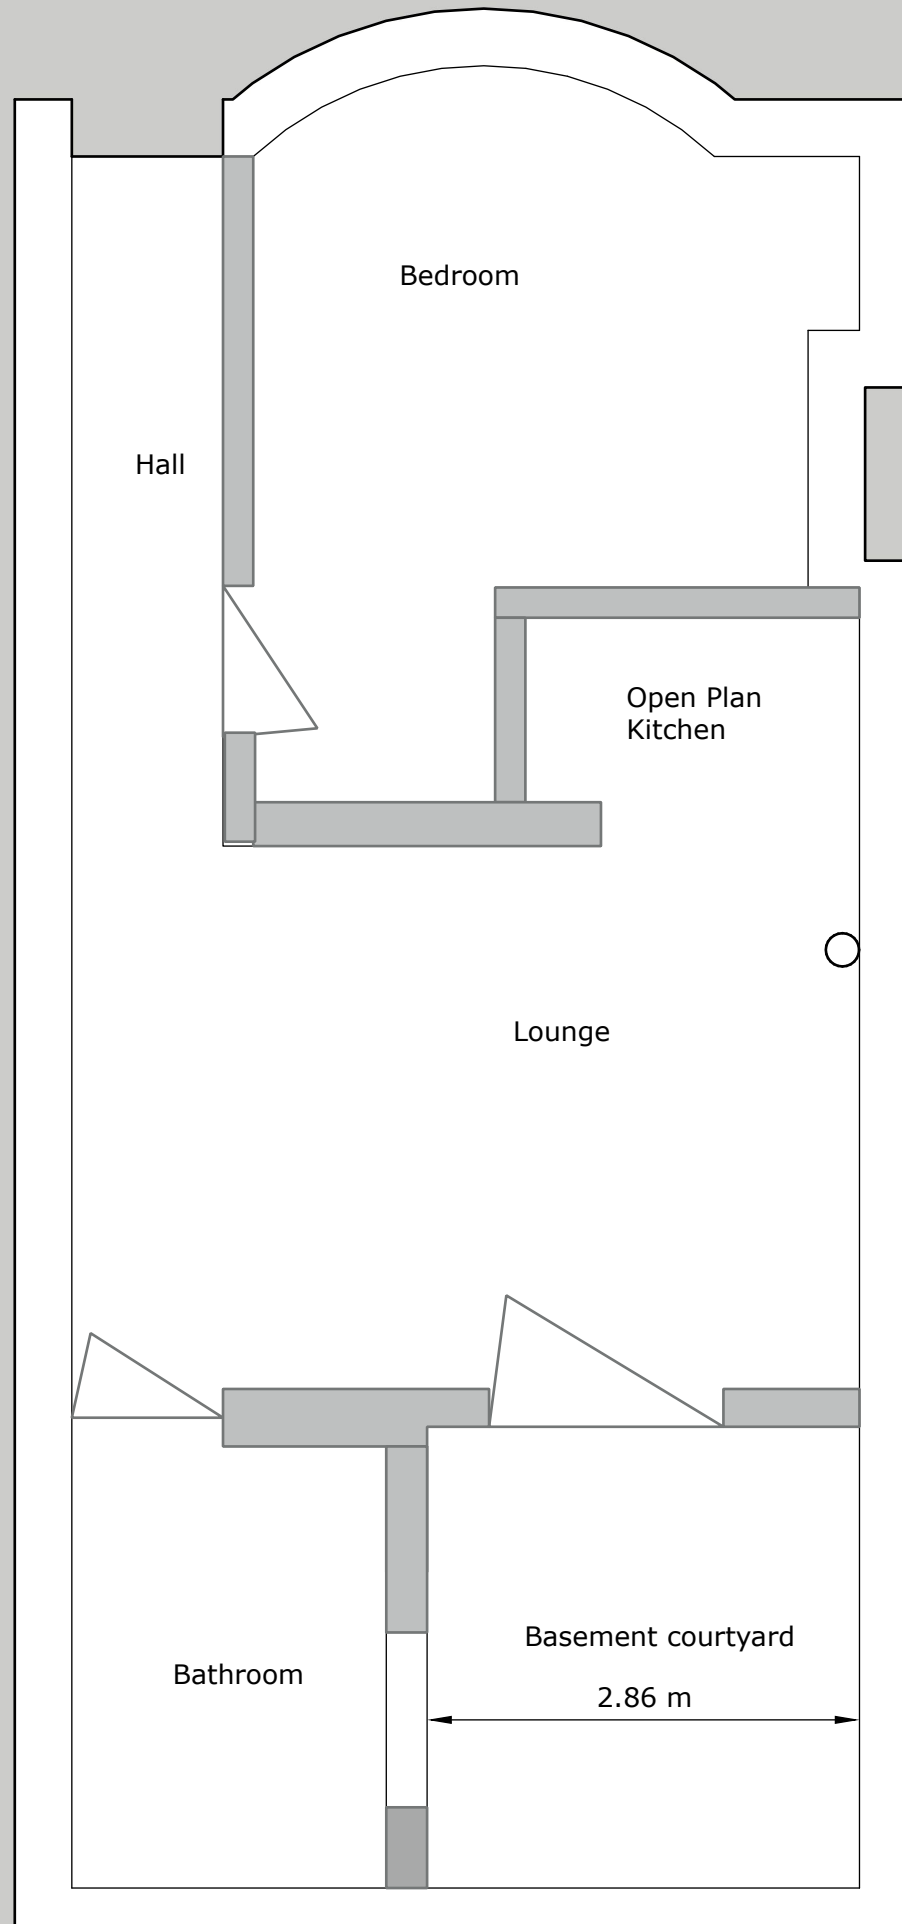 Bedroom
Hall
Open Plan
Kitchen
Lounge
Basement courtyard
Bathroom
2.86 m